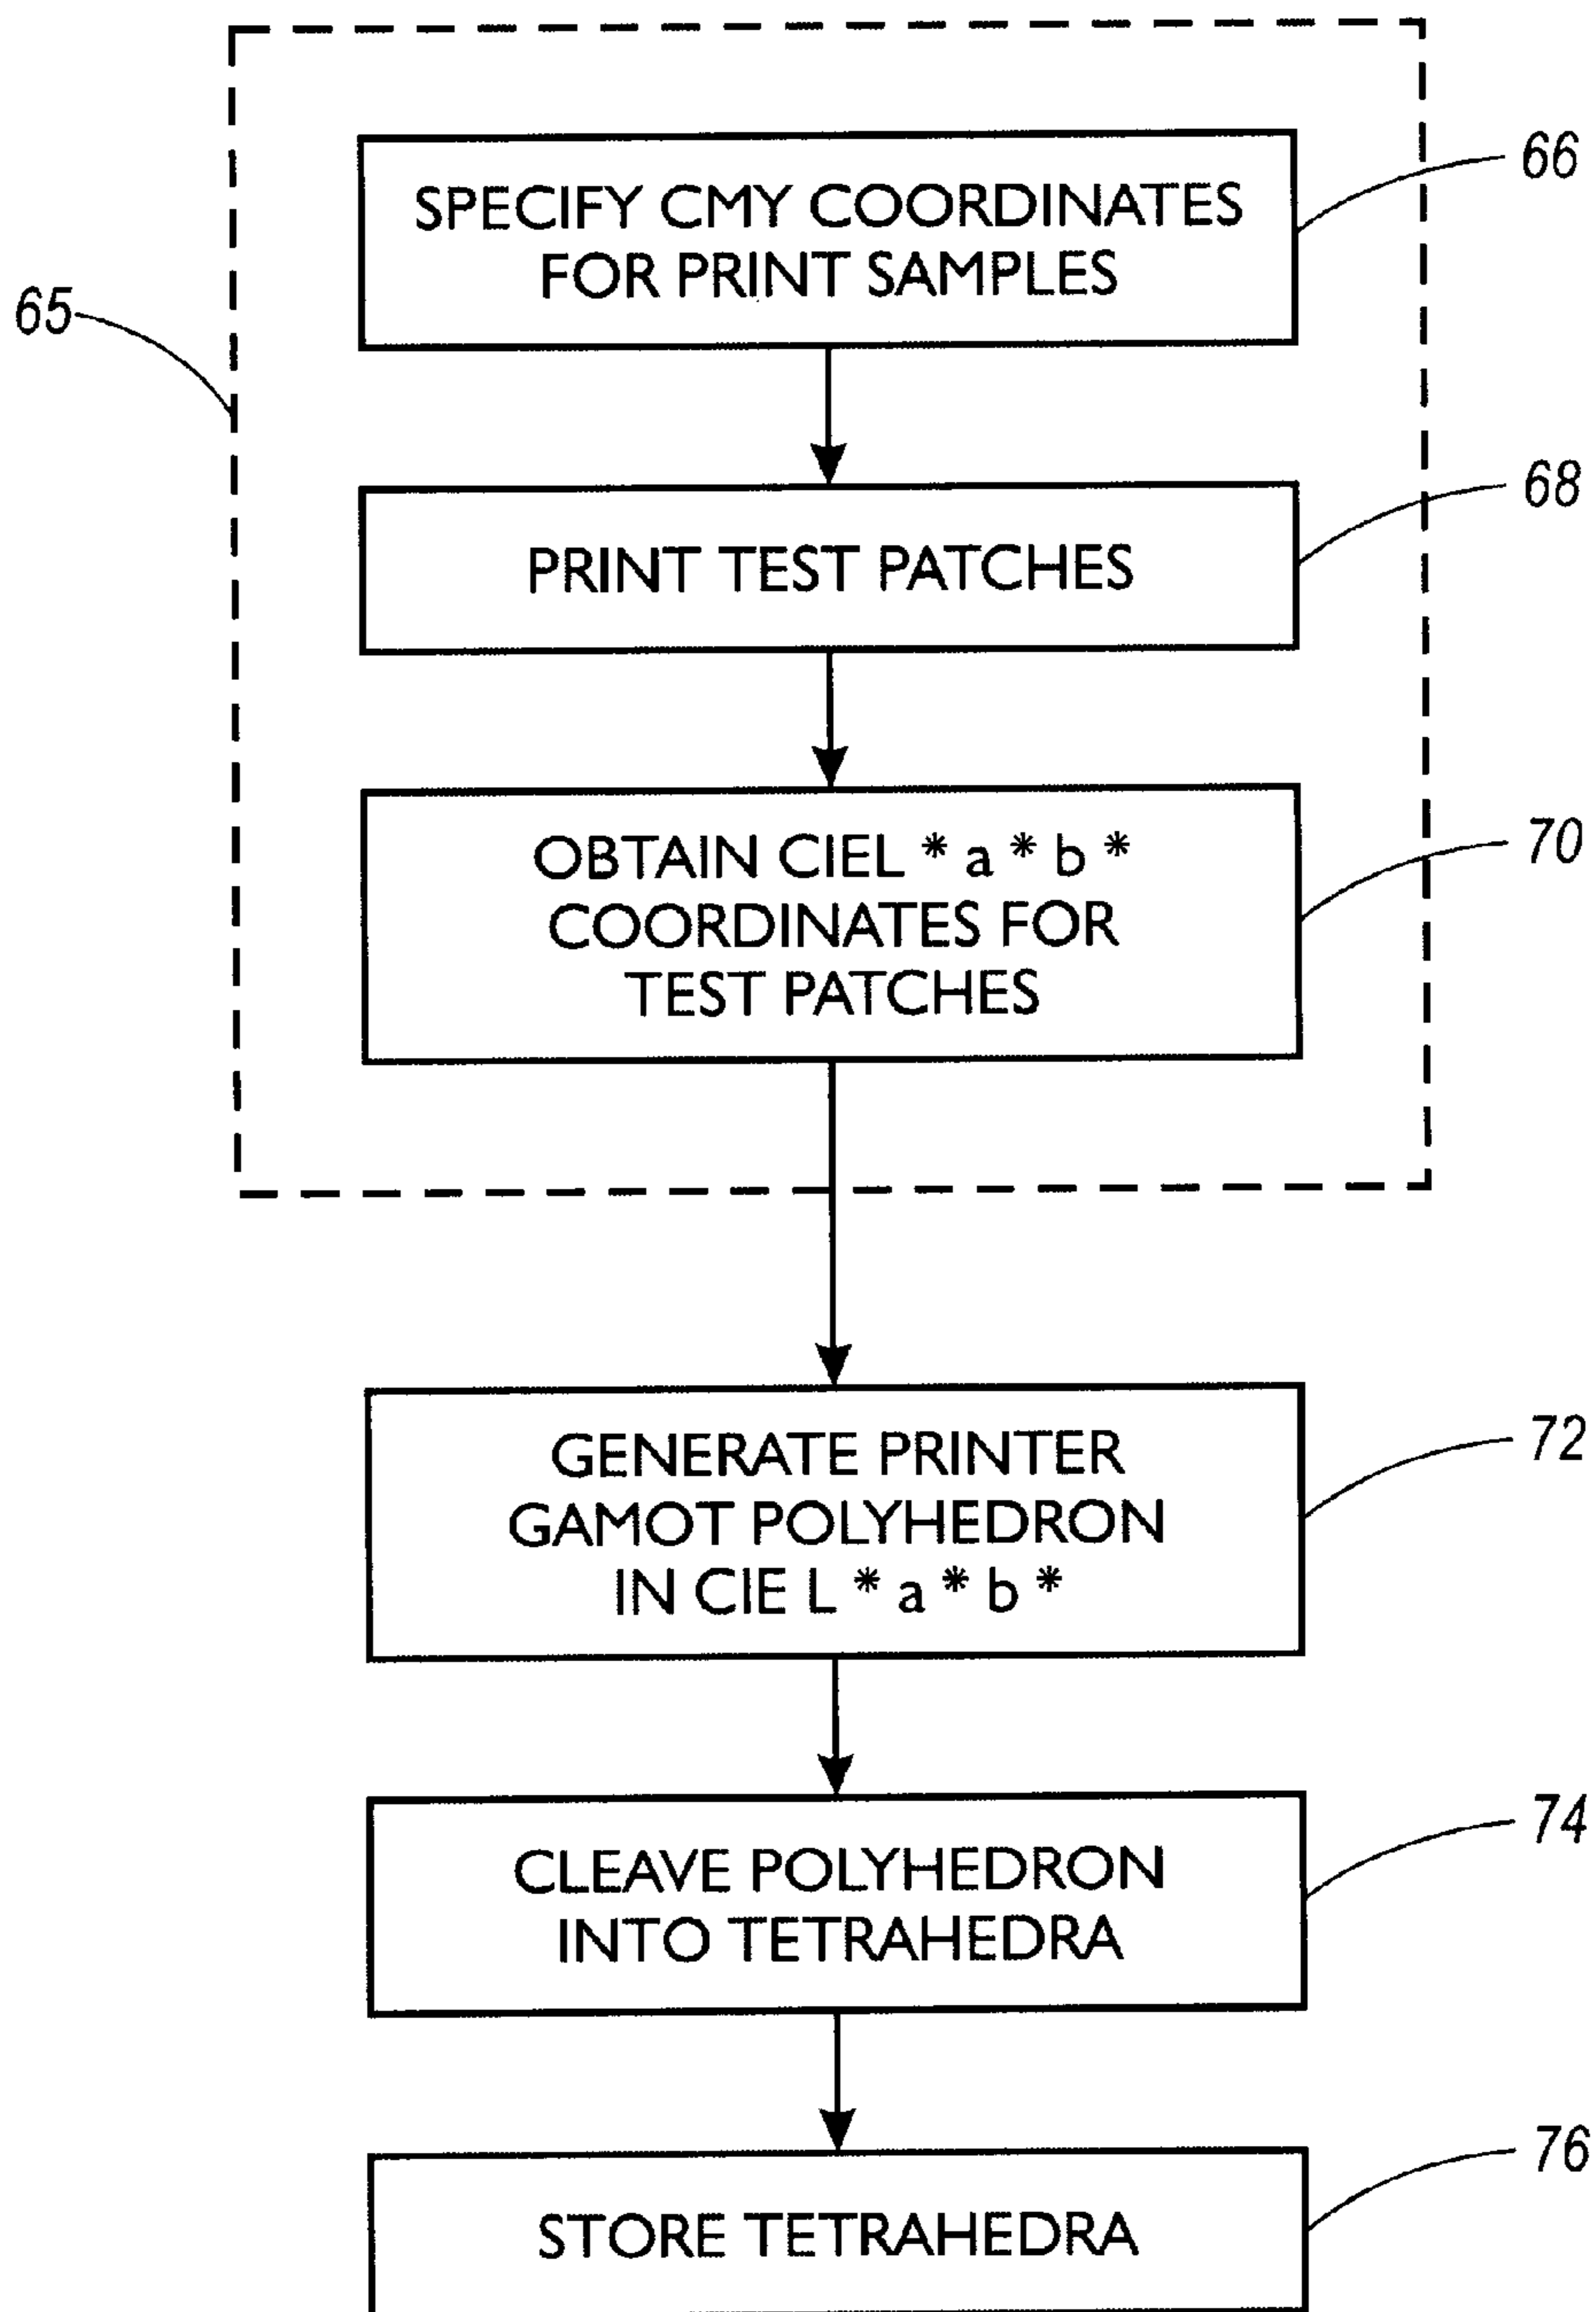 66
SPECIFY CMY COORDINATES
FOR PRINT SAMPLES
65
68
PRINT TEST PATCHES
70
OBTAIN CIEL * a * b *
COORDINATES FOR
TEST PATCHES
72
GENERATE PRINTER
GAMOT POLYHEDRON
IN CIE L * a * b *
74
CLEAVE POLYHEDRON
INTO TETRAHEDRA
76
STORE TETRAHEDRA